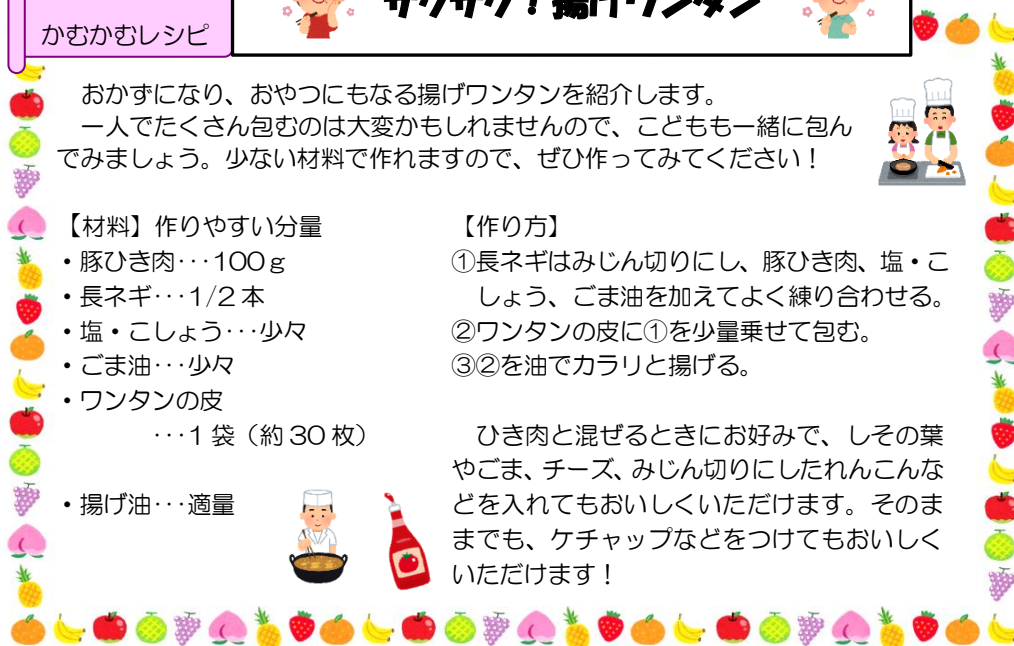 サクサク！揚げワンタン
かむかむレシピ
おかずになり、おやつにもなる揚げワンタンを紹介します。
一人でたくさん包むのは大変かもしれませんので、こどもも一緒に包ん
でみましょう。少ない材料で作れますので、ぜひ作ってみてください！
【材料】作りやすい分量
・豚ひき肉･･･100ｇ
・長ネギ･･･1/2本
・塩・こしょう･･･少々
・ごま油･･･少々
・ワンタンの皮
･･･1袋（約30枚）
・揚げ油･･･適量
【作り方】
①長ネギはみじん切りにし、豚ひき肉、塩・こ
しょう、ごま油を加えてよく練り合わせる。
②ワンタンの皮に①を少量乗せて包む。
③②を油でカラリと揚げる。
ひき肉と混ぜるときにお好みで、しその葉
やごま、チーズ、みじん切りにしたれんこんな
どを入れてもおいしくいただけます。そのま
までも、ケチャップなどをつけてもおいしく
いただけます！